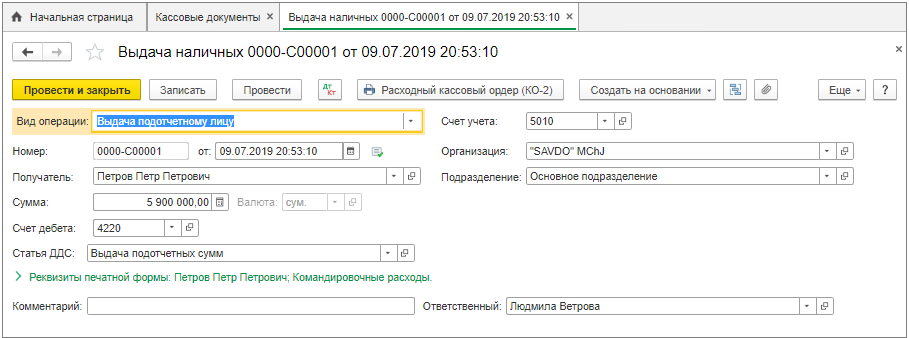 Начальная страница Кассовые документы × Выдача наличных 0000-С00001 от 09.07.2019 20:53:10 ×
Выдача наличных 0000-С00001 от 09.07.2019 20:53:10 ×
Провести и закрыть Записать Провести Дт Кт Расходный кассовый ордер (КО-2) Создать на основании Еще ?
Вид операции: Выдача подотчетному лицу Счет учета: 5010
Номер: 0000-С00001 от: 09.07.2019 20:53:10 Организация: "SAVDO" MChJ
Получатель: Петров Петр Петрович Подразделение: Основное подразделение
Сумма: 5 900 000,00 Валюта: сум.
Счет дебета: 4220
Статья ДДС: Выдача подотчетных сумм
Реквизиты печатной формы: Петров Петр Петрович; Командировочные расходы.
Комментарий: Ответственный: Людмила Ветрова